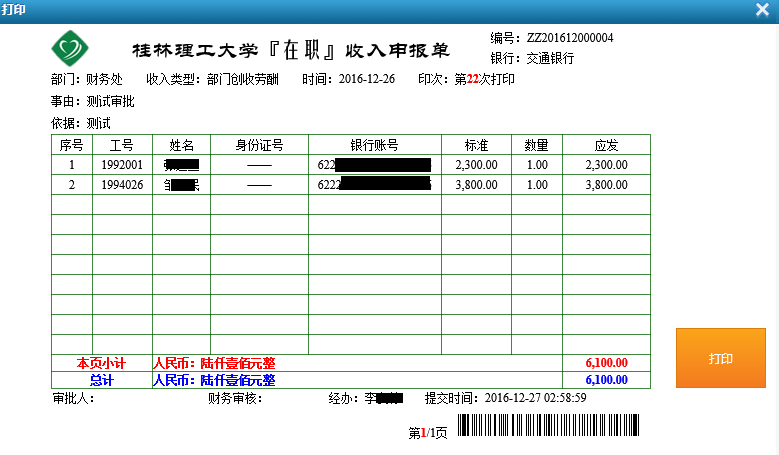 打印
桂林理工大学『在 职』收入申报单
编号：ZZ201612000004
银行：交通银行
部门：财务处 收入类型：部门创收劳酬 时间：2016-12-26 印次：第22次打印
事由：测试审批
依据：测试
序号 工号 姓名 身份证号 银行账号 标准 数量 应发
1 1992001 —— 622 2,300.00 1.00 2,300.00
2 1994026 —— 6222 3,800.00 1.00 3,800.00
本页小计 人民币：陆仟壹佰元整 6,100.00
总计 人民币：陆仟壹佰元整 6,100.00
审批人： 财务审核： 经办：李 提交时间：2016-12-27 02:58:59
第1/1页
打印